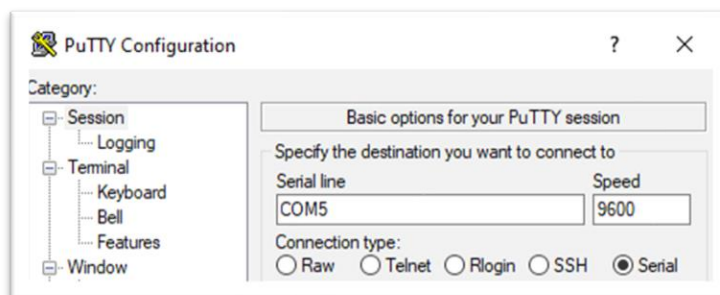 PuTTY Configuration
?
Category:
Session
Logging
Terminal
Keyboard
Bell
Features
Window
Basic options for your PuTTY session
Specify the destination you want to connect to
Serial line Speed
COM5 9600
Connection type:
Raw Telnet Rlogin SSH Serial